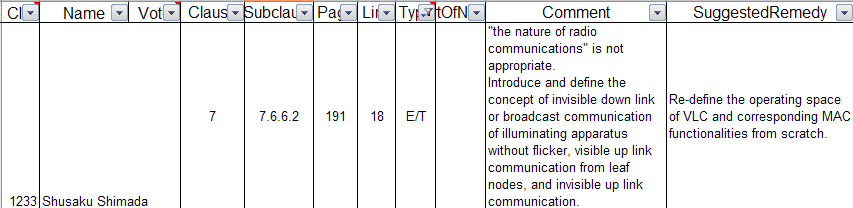 Cl Name Vot Claus Subclau Pag Lin Typ rtOfN Comment SuggestedRemedy
"the nature of radio
communications" is not
appropriate.
Introduce and define the
concept of invisible down link
or broadcast communication
of illuminating apparatus
without flicker, visible up link
communication from leaf
nodes, and invisible up link
communication.
7 7.6.6.2 191 18 E/T
Re-define the operating space
of VLC and corresponding MAC
functionalities from scratch.
1233 Shusaku Shimada